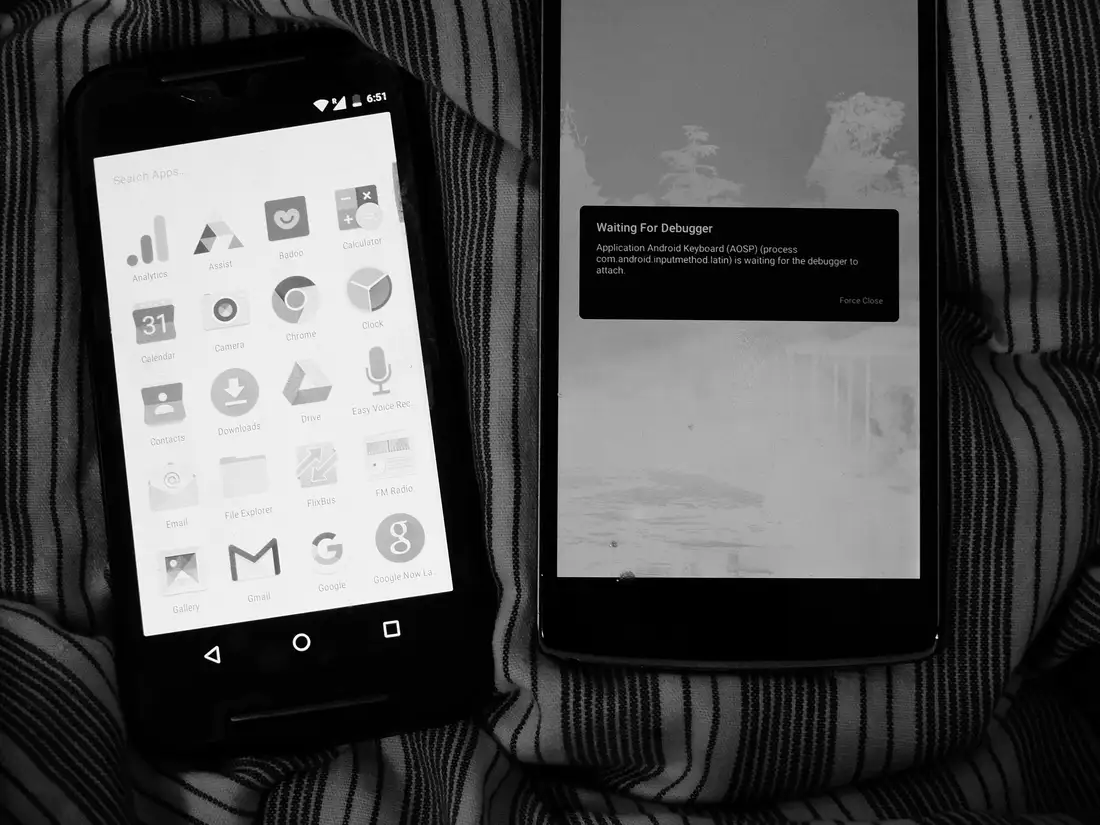 6:51
Search Apps...
Analytics
Assist
Badoo
Calculator
31
Calendar
Camera
Chrome
Clock
Contacts
Downloads
Drive
Easy Voice Rec..
Email
File Explorer
FlixBus
FM Radio
Gallery
Gmail
Google
Google Now La..
Waiting For Debugger
Application Android Keyboard (AOSP) (process
com.android.inputmethod.latin) is waiting for the debugger to
attach.
Force Close